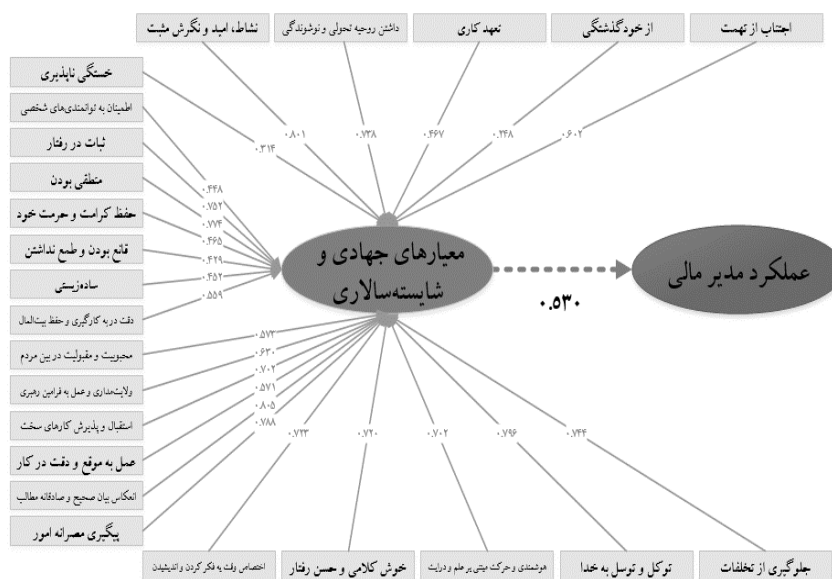 اجتناب از تهمت
از خودگذشتگی
تعهد کاری
داشتن روحیه تحولی و نوشوندگی
نشاط، امید و نگرش مثبت
خستگی ناپذیری
اطمینان به توانمندی‌های شخصی
ثبات در رفتار
منطقی بودن
حفظ کرامت و حرمت خود
قانع بودن و طمع نداشتن
ساده‌زیستی
دقت در به کارگیری و حفظ بیت‌المال
محبوبیت و مقبولیت در بین مردم
ولایت‌مداری و عمل به فرامین رهبری
استقبال و پذیرش کارهای سخت
عمل به موقع و دقت در کار
انعکاس بیان صحیح و صادقانه مطالب
پیگیری مصرانه امور
۰.۶۰۲
۰.۲۴۸
۰.۴۶۷
۰.۷۳۸
۰.۸۰۱
۰.۳۱۴
۰.۴۴۸
۰.۷۵۲
۰.۷۷۴
۰.۴۶۵
۰.۴۲۹
۰.۴۵۲
۰.۵۵۹
معیارهای جهادی و
شایسته‌سالاری
عملکرد مدیر مالی
۰.۵۳۰
۰.۵۷۳
۰.۶۳۰
۰.۷۰۲
۰.۵۷۱
۰.۸۰۵
۰.۷۸۸
۰.۷۴۴
۰.۷۹۶
۰.۷۰۲
۰.۷۲۰
۰.۷۲۳
جلوگیری از تخلفات
توکل و توسل به خدا
هوشمندی و حرکت مبتنی بر علم و درایت
خوش کلامی و حسن رفتار
اختصاص وقت به فکر کردن و اندیشیدن